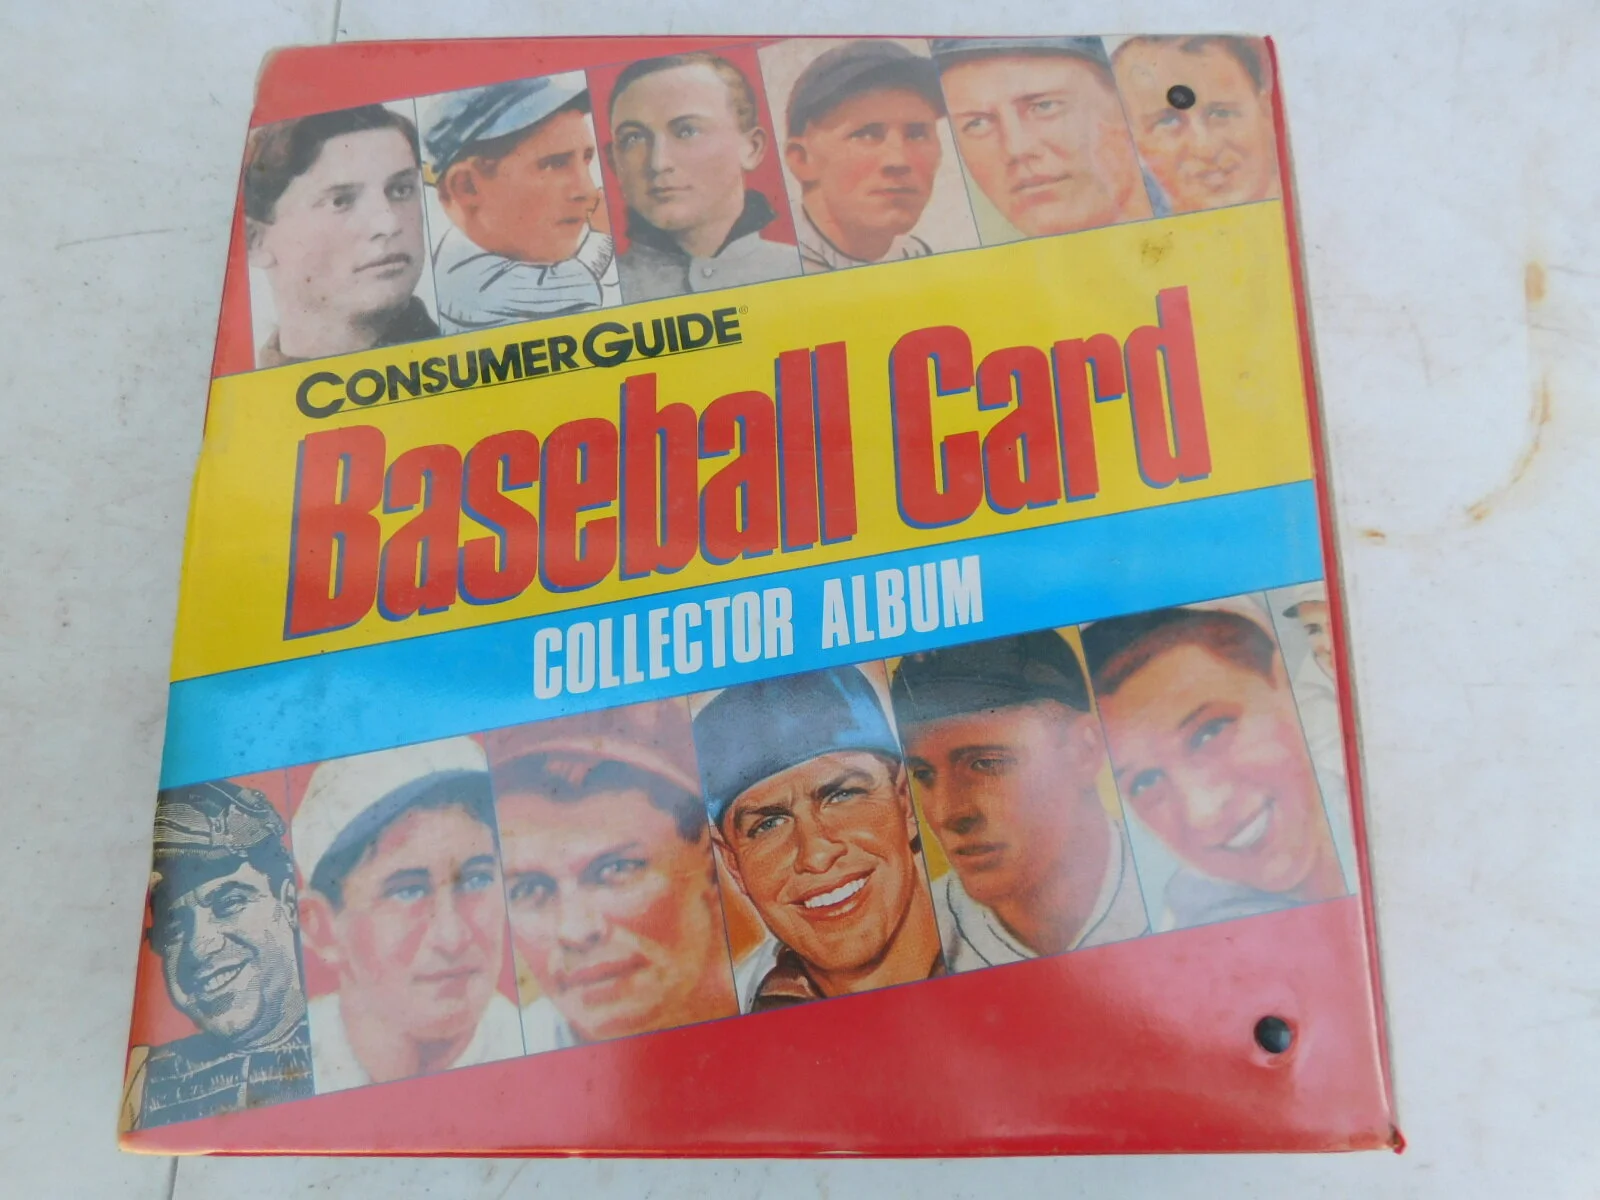 CONSUMER GUIDE®
Baseball Card
COLLECTOR ALBUM